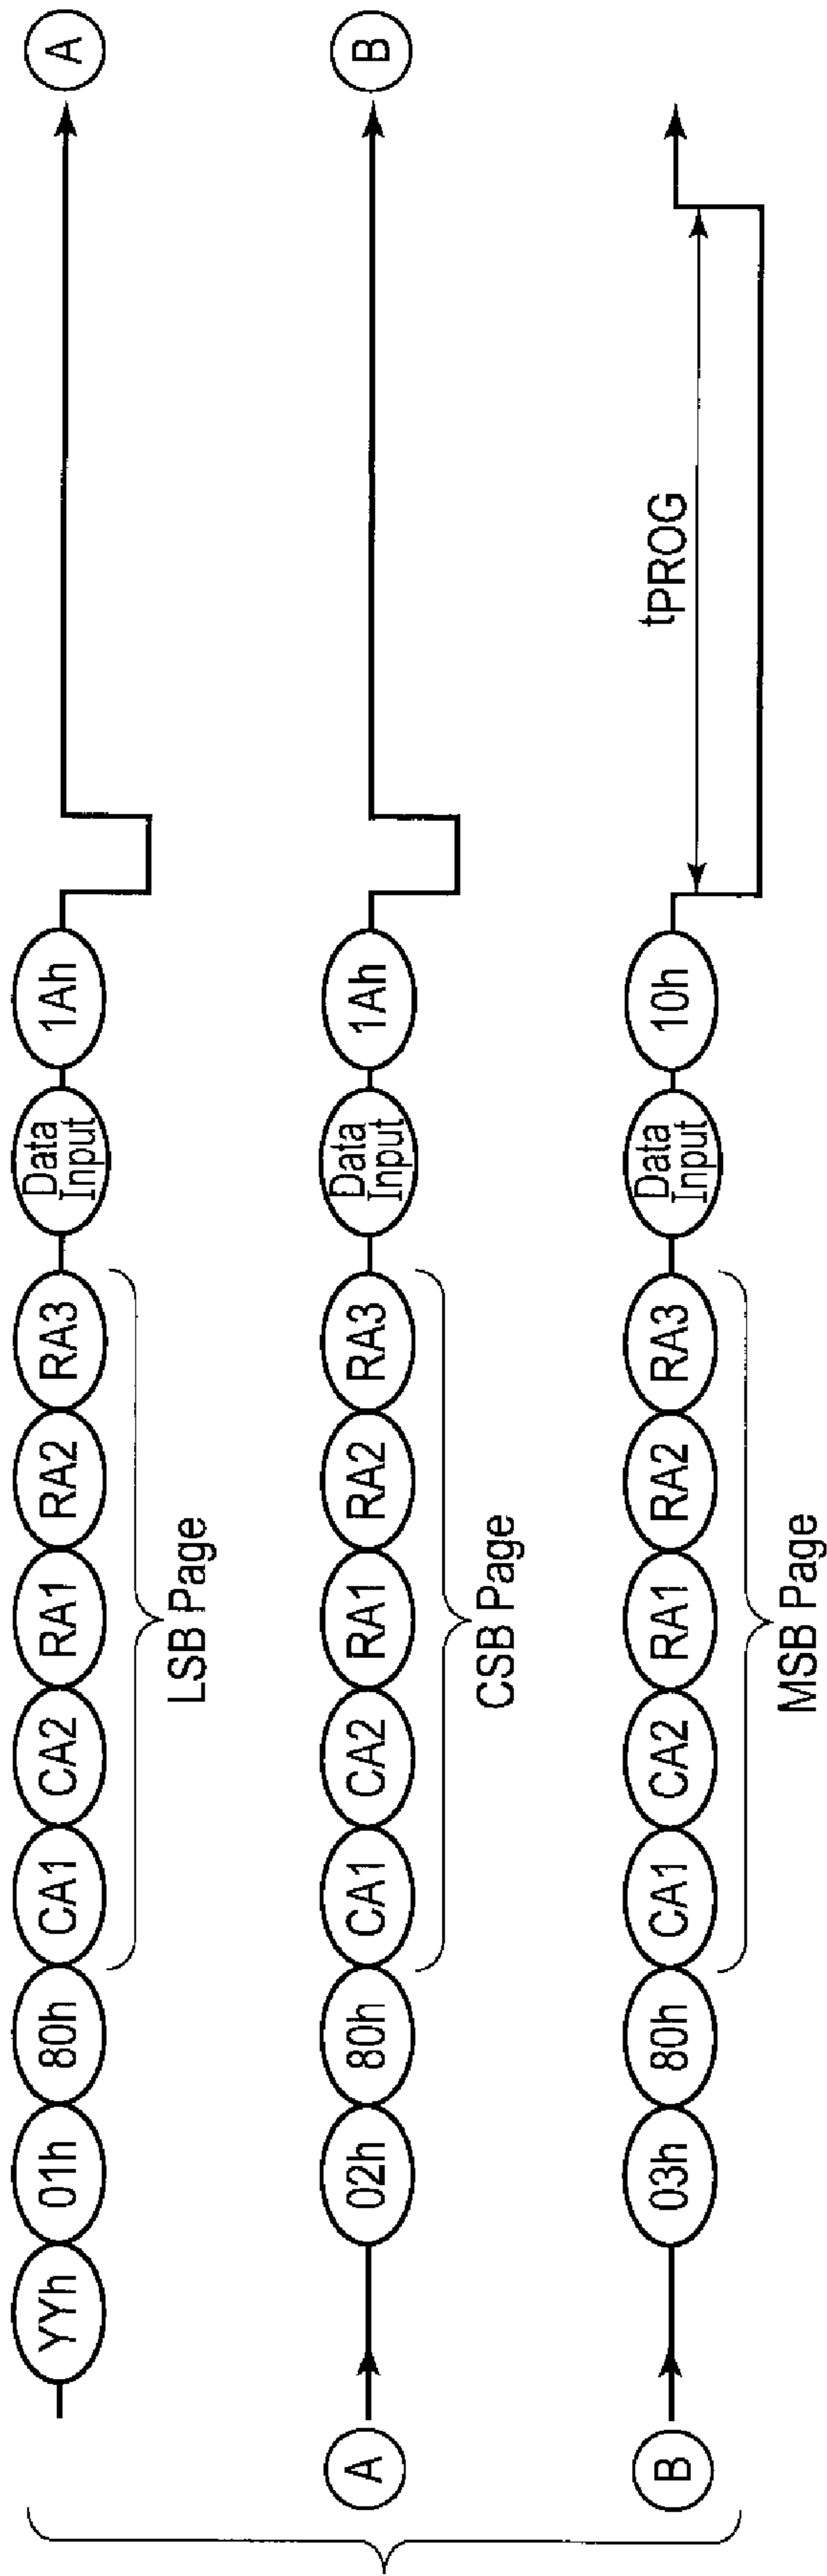 YYh 01h 80h CA1 CA2 RA1 RA2 RA3 Data Input 1Ah A
LSB Page
A 02h 80h CA1 CA2 RA1 RA2 RA3 Data Input 1Ah B
CSB Page
B 03h 80h CA1 CA2 RA1 RA2 RA3 Data Input 10h tPROG
MSB Page